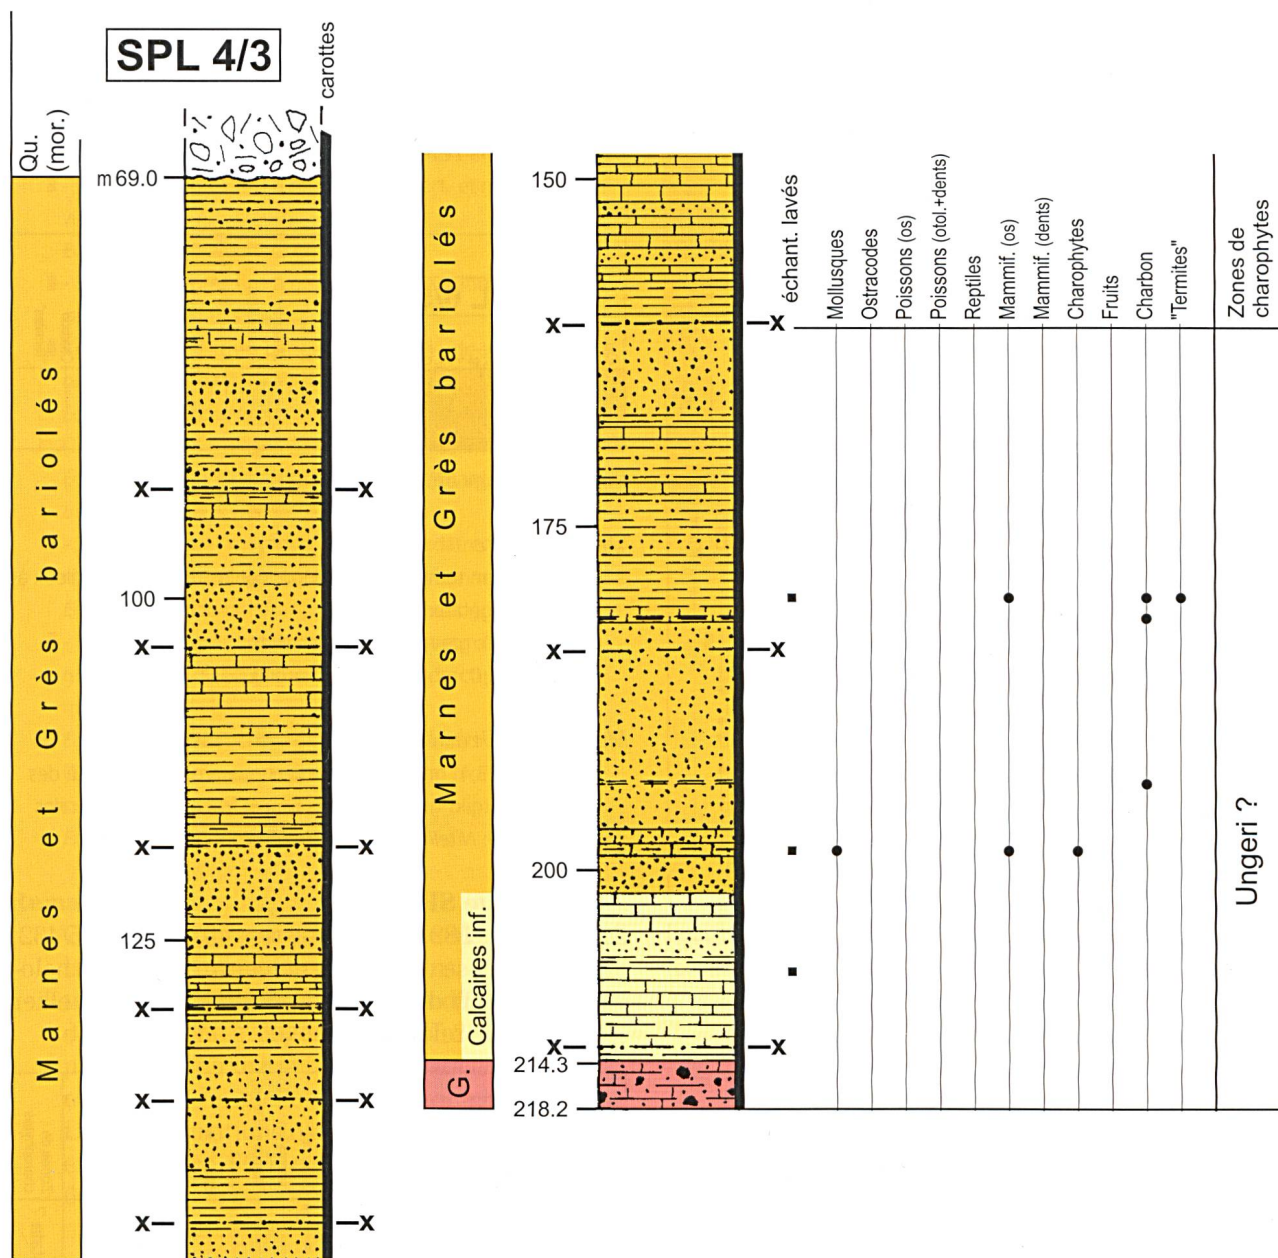 SPL 4/3
carottes
Qu.
(mor.)
m 69.0
Marnes et Grès bariolés
x x
100
x x
x x
125
x x
x x
x x
Marnes et Grès bariolés
Calcaires inf.
G.
150
x x
175
x x
200
x x
214.3
218.2
échant. lavés
Mollusques
Ostracodes
Poissons (os)
Poissons (otol.+dents)
Reptiles
Mammif. (os)
Mammif. (dents)
Charophytes
Fruits
Charbon
"Termites"
Zones de
charophytes
Ungeri ?